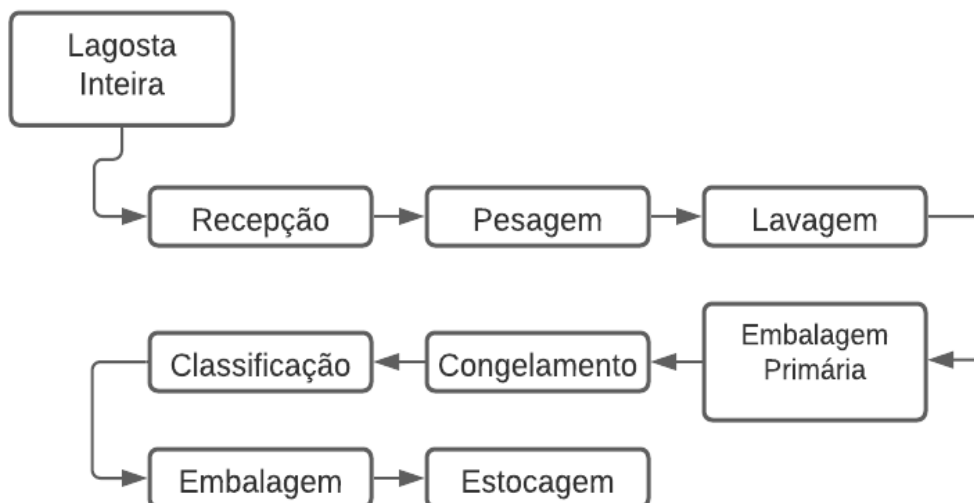 Lagosta
Inteira
Recepção
Pesagem
Lavagem
Embalagem
Primária
Congelamento
Classificação
Embalagem
Estocagem